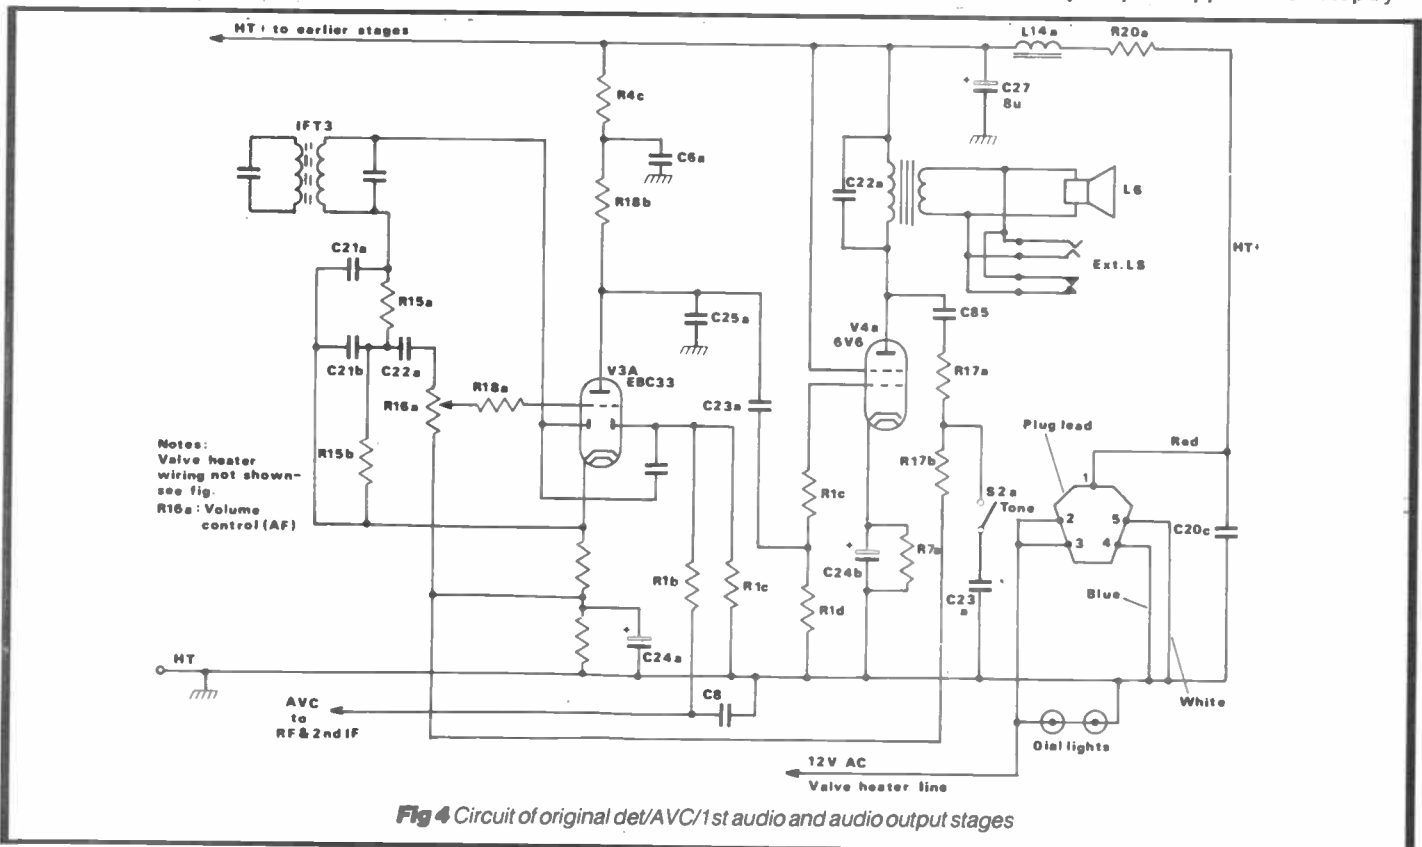 HT+ to earlier stages
L14a
R20a
R4c
C27
8u
IFT3
C6a
C22a
L6
R18b
C21a
HT+
Ext.LS
R15a
C25a
C85
V4a
6V6
C21b
C22a
V3A
EBC33
R17a
R18a
R16a
C23a
Plug lead
Red
Notes:
Valve heater
wiring not shown-
see fig.
R16a: Volume
control (AF)
R15b
R17b
1
R1c
S2a
Tone
2
5
C20c
3
4
R7a
C24b
R1b
R1c
R1d
C23
a
Blue
HT
C24a
C8
White
AVC
to
RF & 2nd IF
Dial lights
12V AC
Valve heater line
Fig 4 Circuit of original det/AVC/1st audio and audio output stages